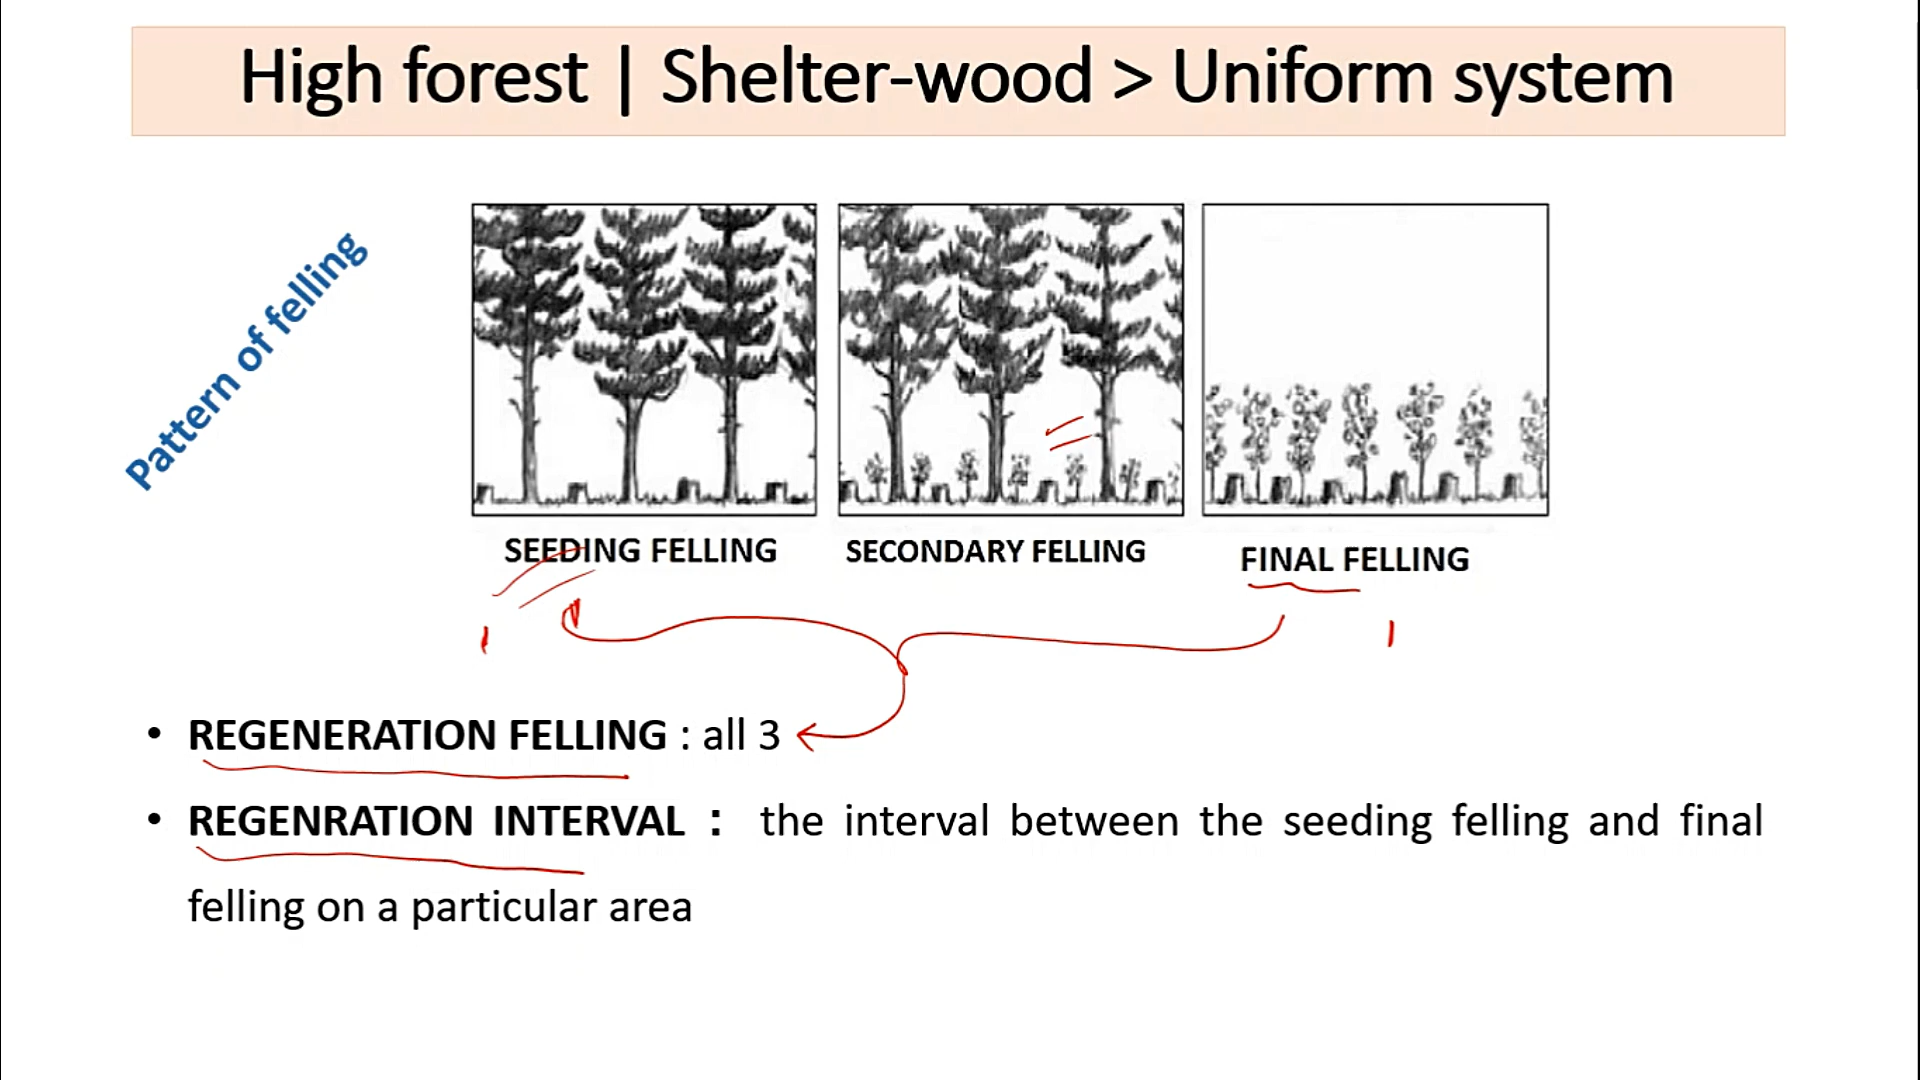 High forest | Shelter-wood > Uniform system
Pattern of felling
SEEDING FELLING
SECONDARY FELLING
FINAL FELLING
• REGENERATION FELLING : all 3
• REGENRATION INTERVAL : the interval between the seeding felling and final
felling on a particular area